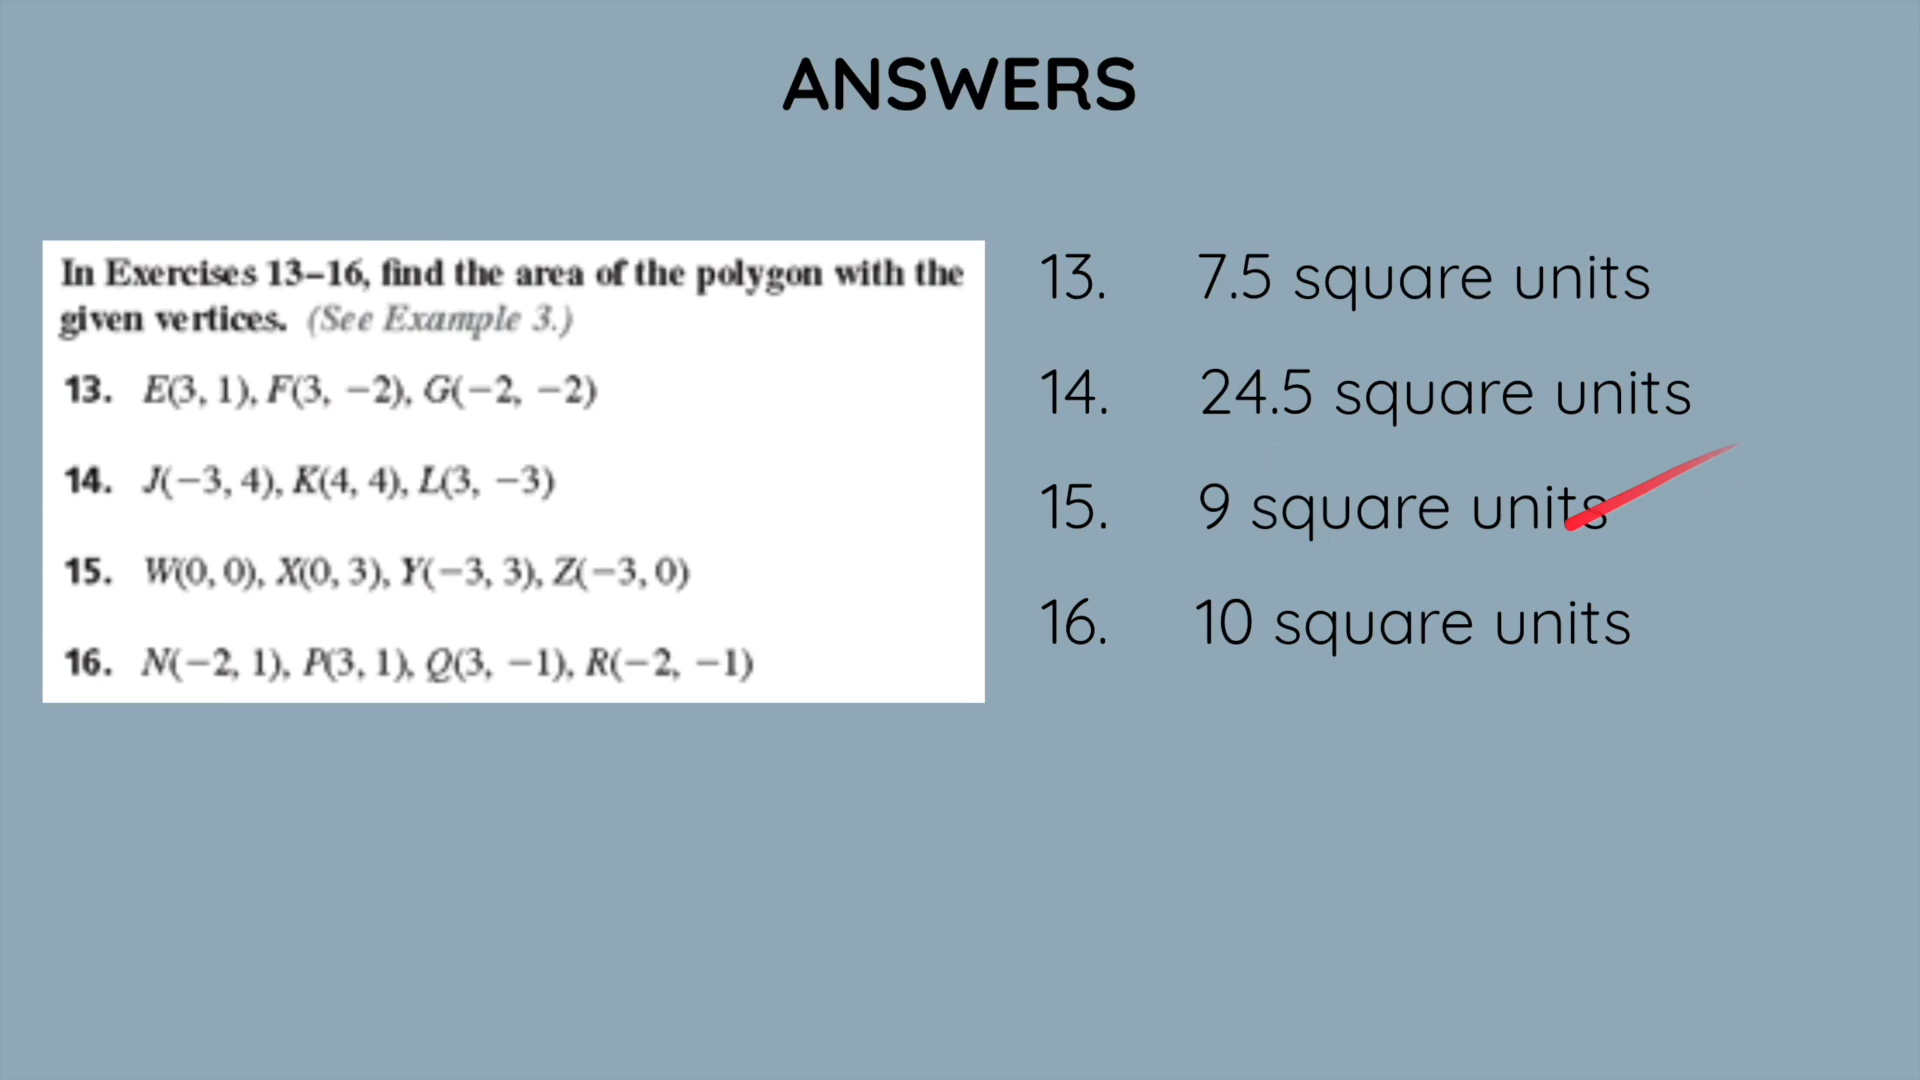 ANSWERS
In Exercises 13–16, find the area of the polygon with the
given vertices. (See Example 3.)
13. E(3, 1), F(3, −2), G(−2, −2)
14. J(−3, 4), K(4, 4), L(3, −3)
15. W(0, 0), X(0, 3), Y(−3, 3), Z(−3, 0)
16. N(−2, 1), P(3, 1), Q(3, −1), R(−2, −1)
13. 7.5 square units
14. 24.5 square units
15. 9 square units
16. 10 square units